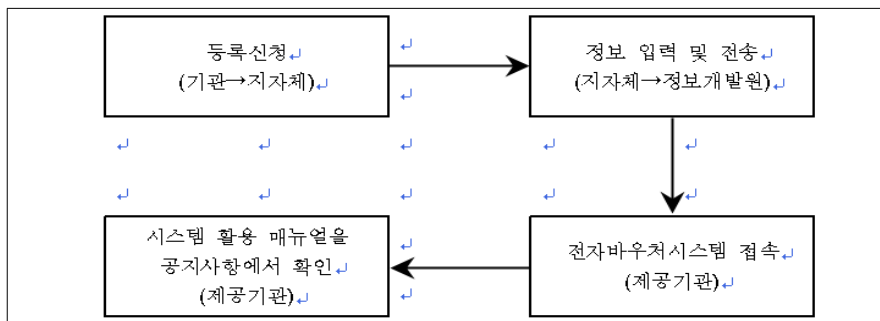 등록신청
(기관→지자체)
정보 입력 및 전송
(지자체→정보개발원)
전자바우처시스템 접속
(제공기관)
시스템 활용 매뉴얼을
공지사항에서 확인
(제공기관)